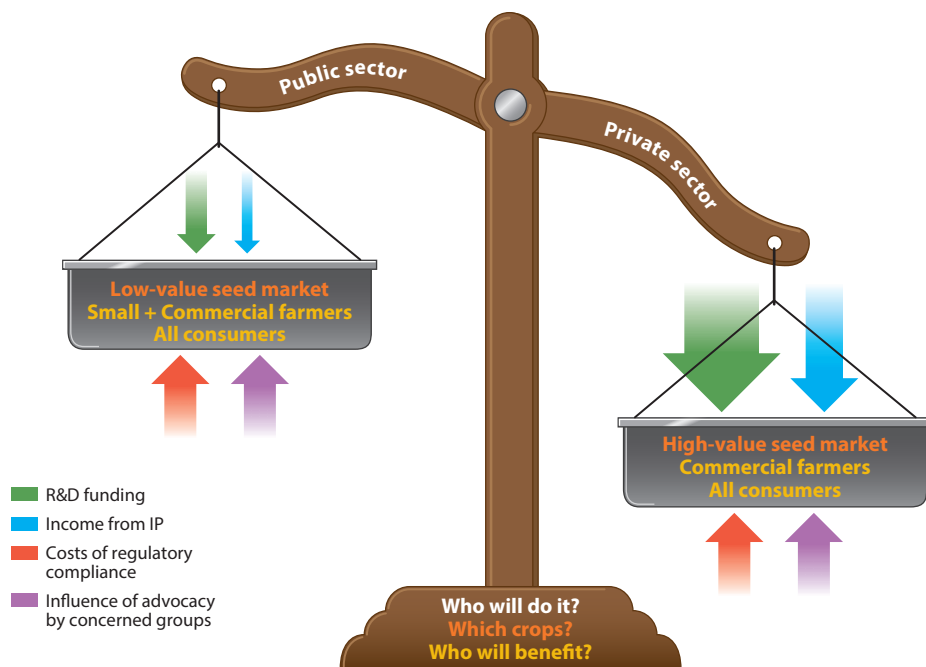 Public sector
Private sector
Low-value seed market
Small + Commercial farmers
All consumers
High-value seed market
Commercial farmers
All consumers
R&D funding
Income from IP
Costs of regulatory
compliance
Influence of advocacy
by concerned groups
Who will do it?
Which crops?
Who will benefit?